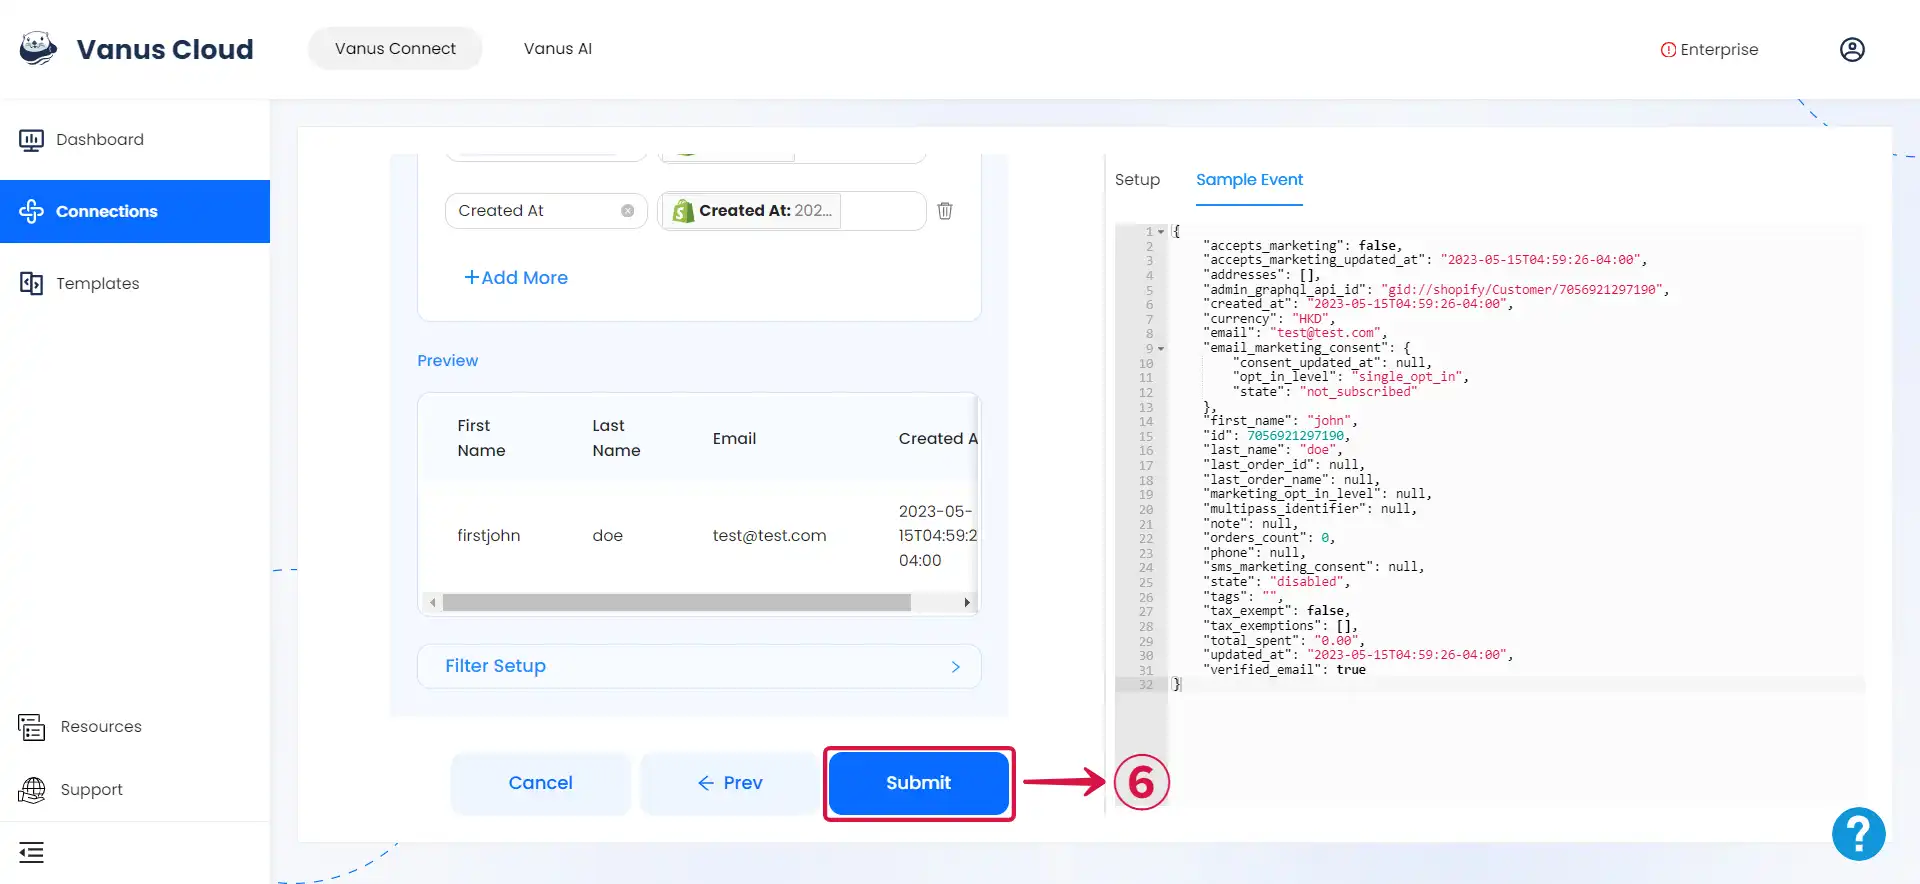 Vanus Cloud
Vanus Connect
Vanus AI
Enterprise
Dashboard
Connections
Templates
Resources
Support
Created At
Created At: 202...
+Add More
Preview
First
Name
Last
Name
Email
Created A
firstjohn
doe
test@test.com
2023-05-
15T04:59:2
04:00
Filter Setup
Cancel
Prev
Submit
6
Setup
Sample Event
1 {
2 "accepts_marketing": false,
3 "accepts_marketing_updated_at": "2023-05-15T04:59:26-04:00",
4 "addresses": [],
5 "admin_graphql_api_id": "gid://shopify/Customer/7056921297190",
6 "created_at": "2023-05-15T04:59:26-04:00",
7 "currency": "HKD",
8 "email": "test@test.com",
9 "email_marketing_consent": {
10 "consent_updated_at": null,
11 "opt_in_level": "single_opt_in",
12 "state": "not_subscribed"
13 },
14 "first_name": "john",
15 "id": 7056921297190,
16 "last_name": "doe",
17 "last_order_id": null,
18 "last_order_name": null,
19 "marketing_opt_in_level": null,
20 "multipass_identifier": null,
21 "note": null,
22 "orders_count": 0,
23 "phone": null,
24 "sms_marketing_consent": null,
25 "state": "disabled",
26 "tags": "",
27 "tax_exempt": false,
28 "tax_exemptions": [],
29 "total_spent": "0.00",
30 "updated_at": "2023-05-15T04:59:26-04:00",
31 "verified_email": true
32 }
?